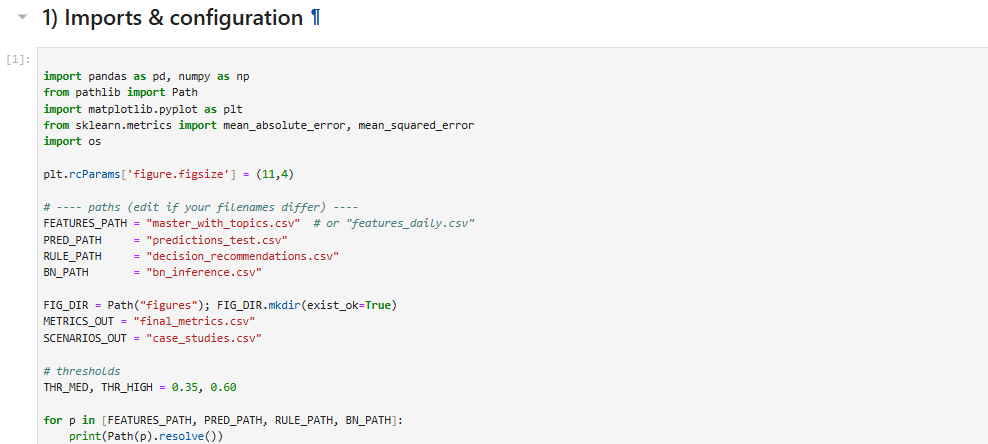 1) Imports & configuration ¶
[1]:
import pandas as pd, numpy as np
from pathlib import Path
import matplotlib.pyplot as plt
from sklearn.metrics import mean_absolute_error, mean_squared_error
import os
plt.rcParams['figure.figsize'] = (11,4)
# ---- paths (edit if your filenames differ) ----
FEATURES_PATH = "master_with_topics.csv"  # or "features_daily.csv"
PRED_PATH     = "predictions_test.csv"
RULE_PATH     = "decision_recommendations.csv"
BN_PATH       = "bn_inference.csv"
FIG_DIR = Path("figures"); FIG_DIR.mkdir(exist_ok=True)
METRICS_OUT = "final_metrics.csv"
SCENARIOS_OUT = "case_studies.csv"
# thresholds
THR_MED, THR_HIGH = 0.35, 0.60
for p in [FEATURES_PATH, PRED_PATH, RULE_PATH, BN_PATH]:
    print(Path(p).resolve())